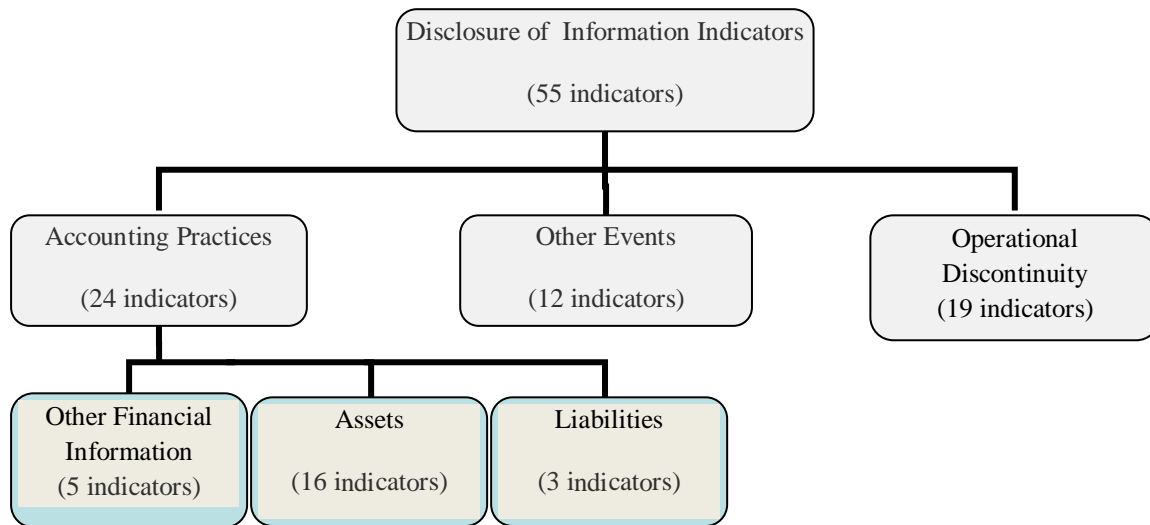 Disclosure of Information Indicators
(55 indicators)
Accounting Practices
(24 indicators)
Other Events
(12 indicators)
Operational
Discontinuity
(19 indicators)
Other Financial
Information
(5 indicators)
Assets
(16 indicators)
Liabilities
(3 indicators)